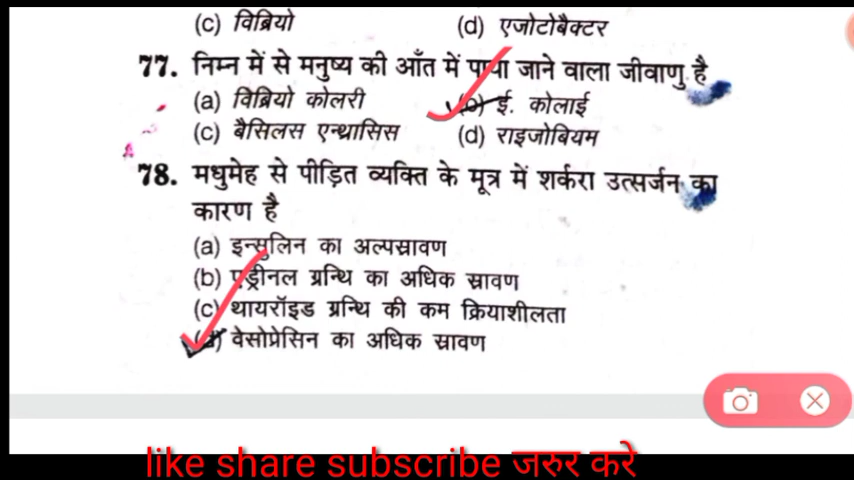 (c) विब्रियो (d) एजोटोबैक्टर
77. निम्न में से मनुष्य की आँत में पाया जाने वाला जीवाणु है
(a) विब्रियो कोलरी (b) ई. कोलाई
(c) बैसिलस एन्थ्रासिस (d) राइजोबियम
78. मधुमेह से पीड़ित व्यक्ति के मूत्र में शर्करा उत्सर्जन का
कारण है
(a) इन्सुलिन का अल्पस्रावण
(b) एड्रीनल ग्रन्थि का अधिक स्रावण
(c) थायरॉइड ग्रन्थि की कम क्रियाशीलता
(d) वेसोप्रेसिन का अधिक स्रावण
like share subscribe जरुर करे